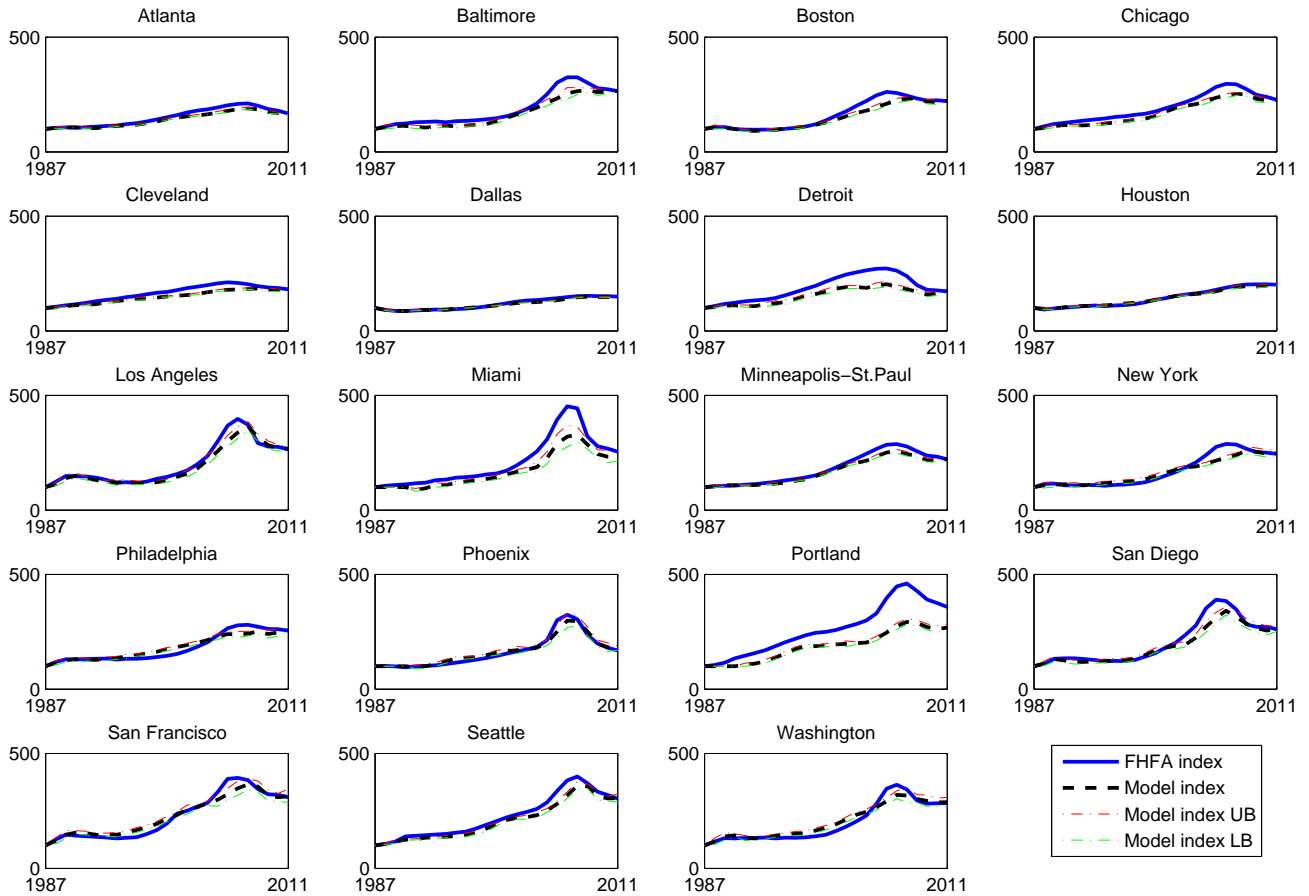 Atlanta Baltimore Boston Chicago
500 500 500 500
0 0 0 0
1987 2011 1987 2011 1987 2011 1987 2011
Cleveland Dallas Detroit Houston
500 500 500 500
0 0 0 0
1987 2011 1987 2011 1987 2011 1987 2011
Los Angeles Miami Minneapolis−St.Paul New York
500 500 500 500
0 0 0 0
1987 2011 1987 2011 1987 2011 1987 2011
Philadelphia Phoenix Portland San Diego
500 500 500 500
0 0 0 0
1987 2011 1987 2011 1987 2011 1987 2011
San Francisco Seattle Washington
500 500 500
0 0 0
1987 2011 1987 2011 1987 2011
FHFA index
Model index
Model index UB
Model index LB